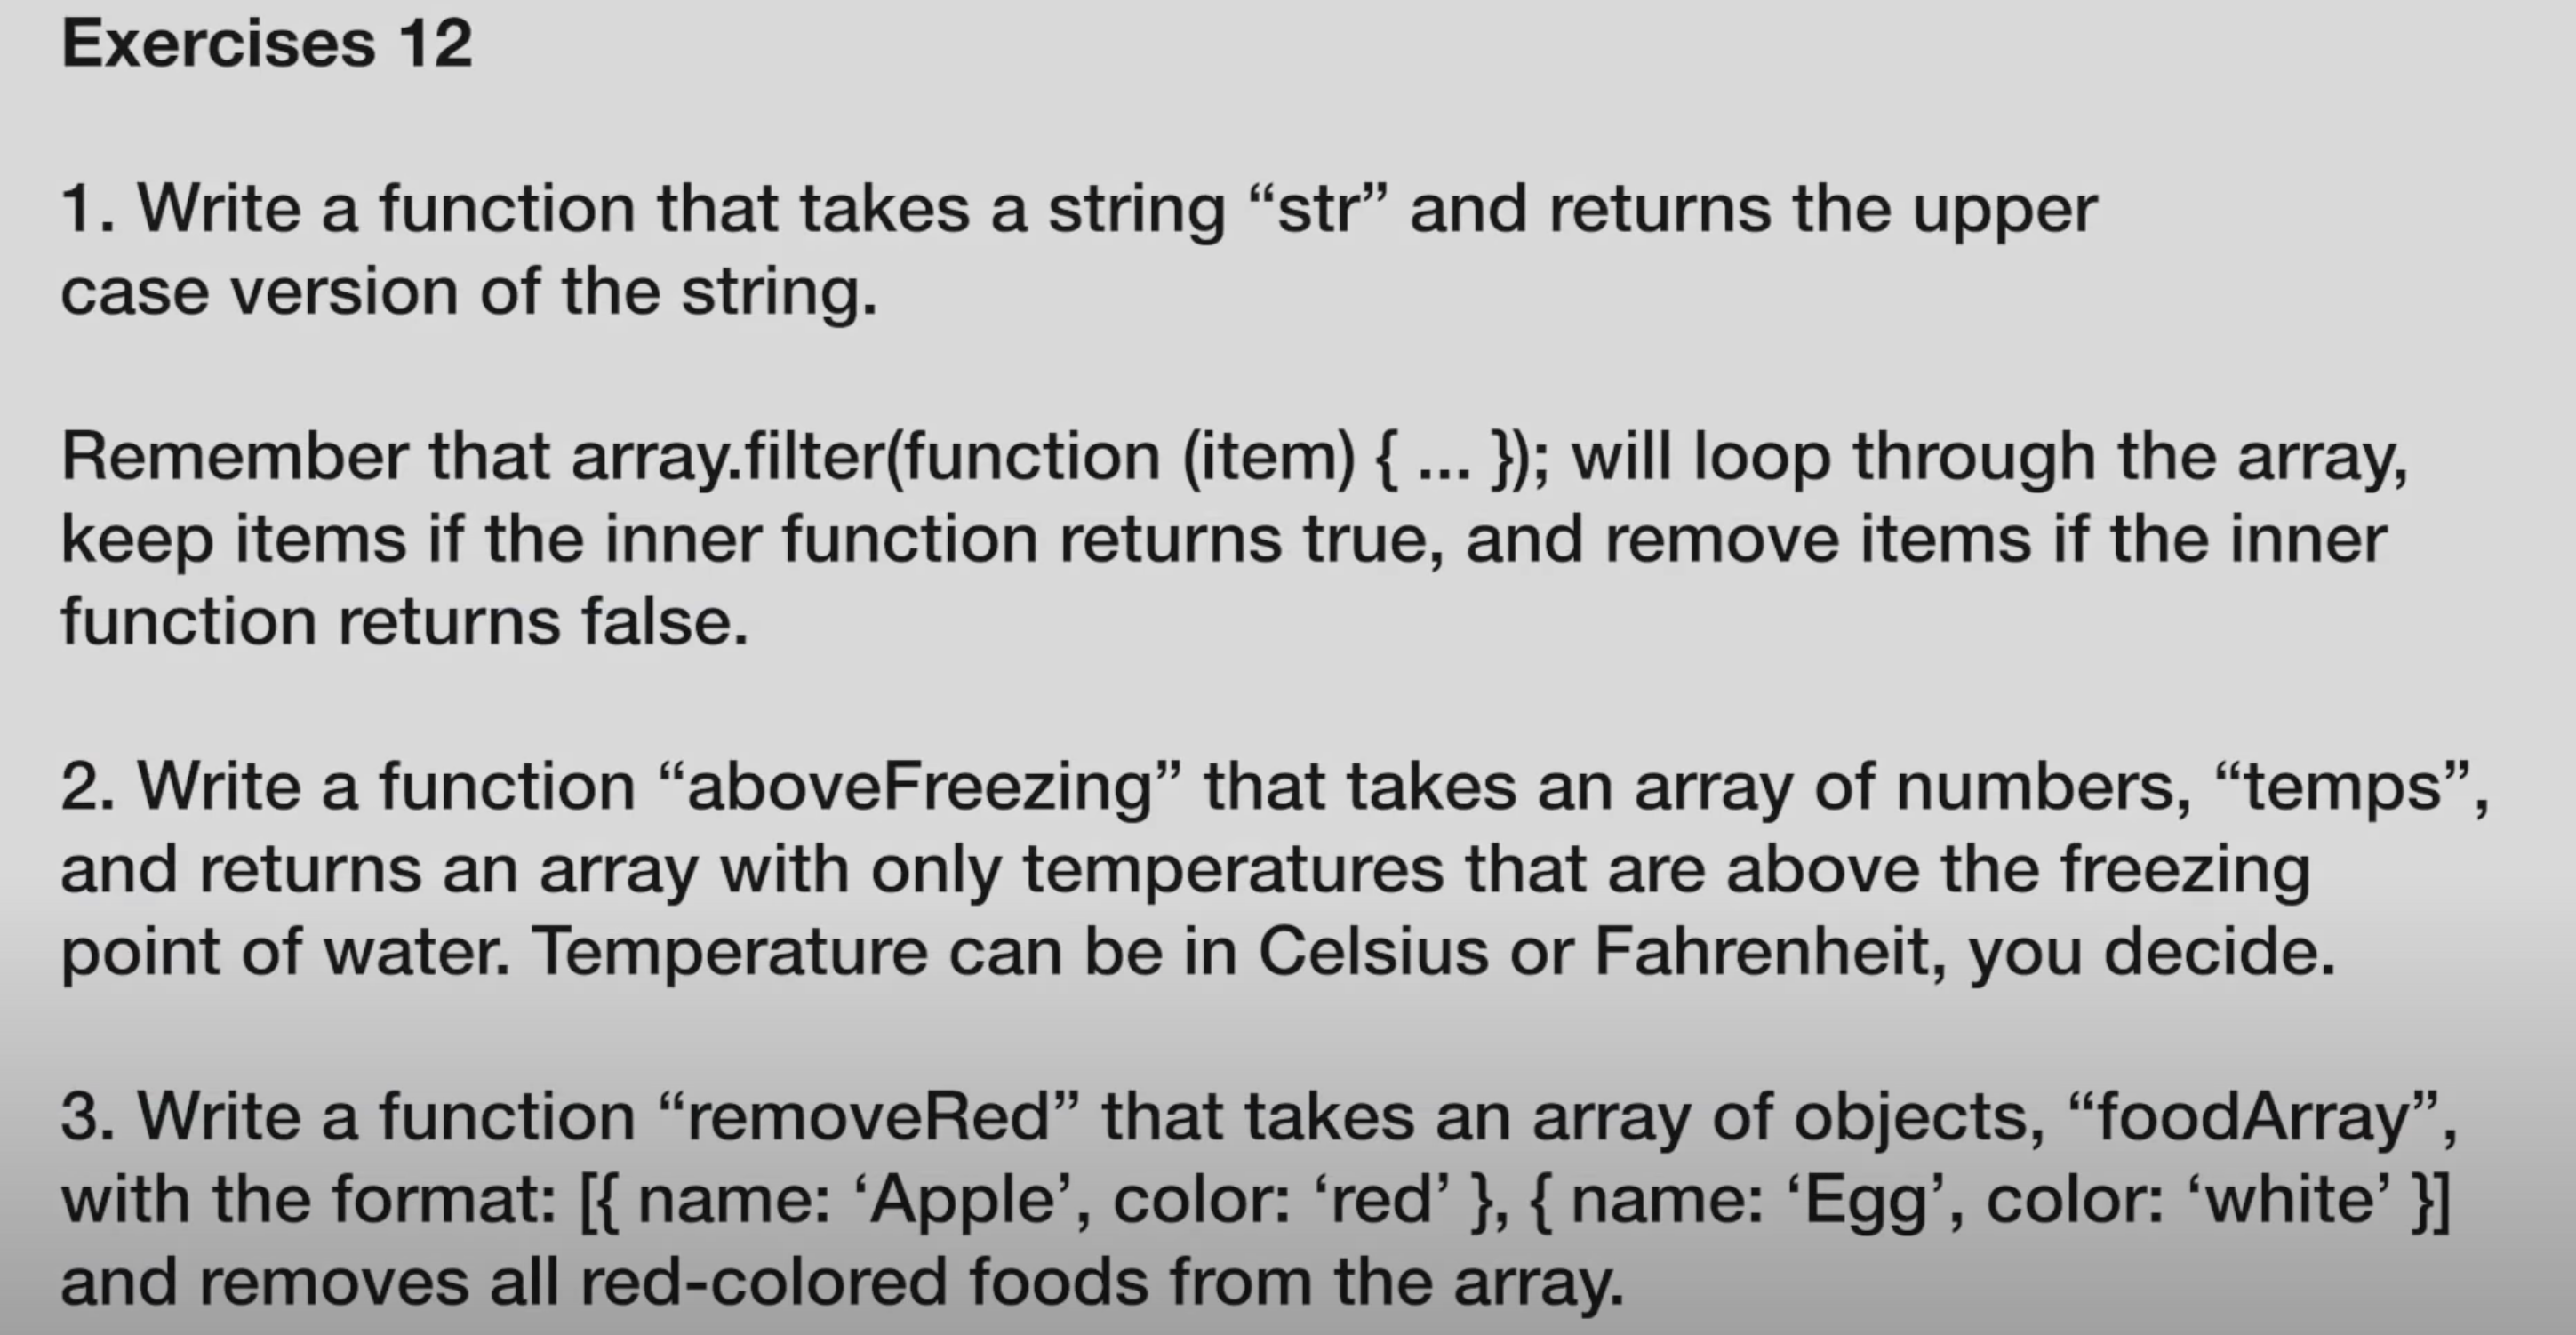 Exercises 12
1. Write a function that takes a string “str” and returns the upper
case version of the string.
Remember that array.filter(function (item) { ... }); will loop through the array,
keep items if the inner function returns true, and remove items if the inner
function returns false.
2. Write a function “aboveFreezing” that takes an array of numbers, “temps”,
and returns an array with only temperatures that are above the freezing
point of water. Temperature can be in Celsius or Fahrenheit, you decide.
3. Write a function “removeRed” that takes an array of objects, “foodArray”,
with the format: [{ name: ‘Apple’, color: ‘red’ }, { name: ‘Egg’, color: ‘white’ }]
and removes all red-colored foods from the array.